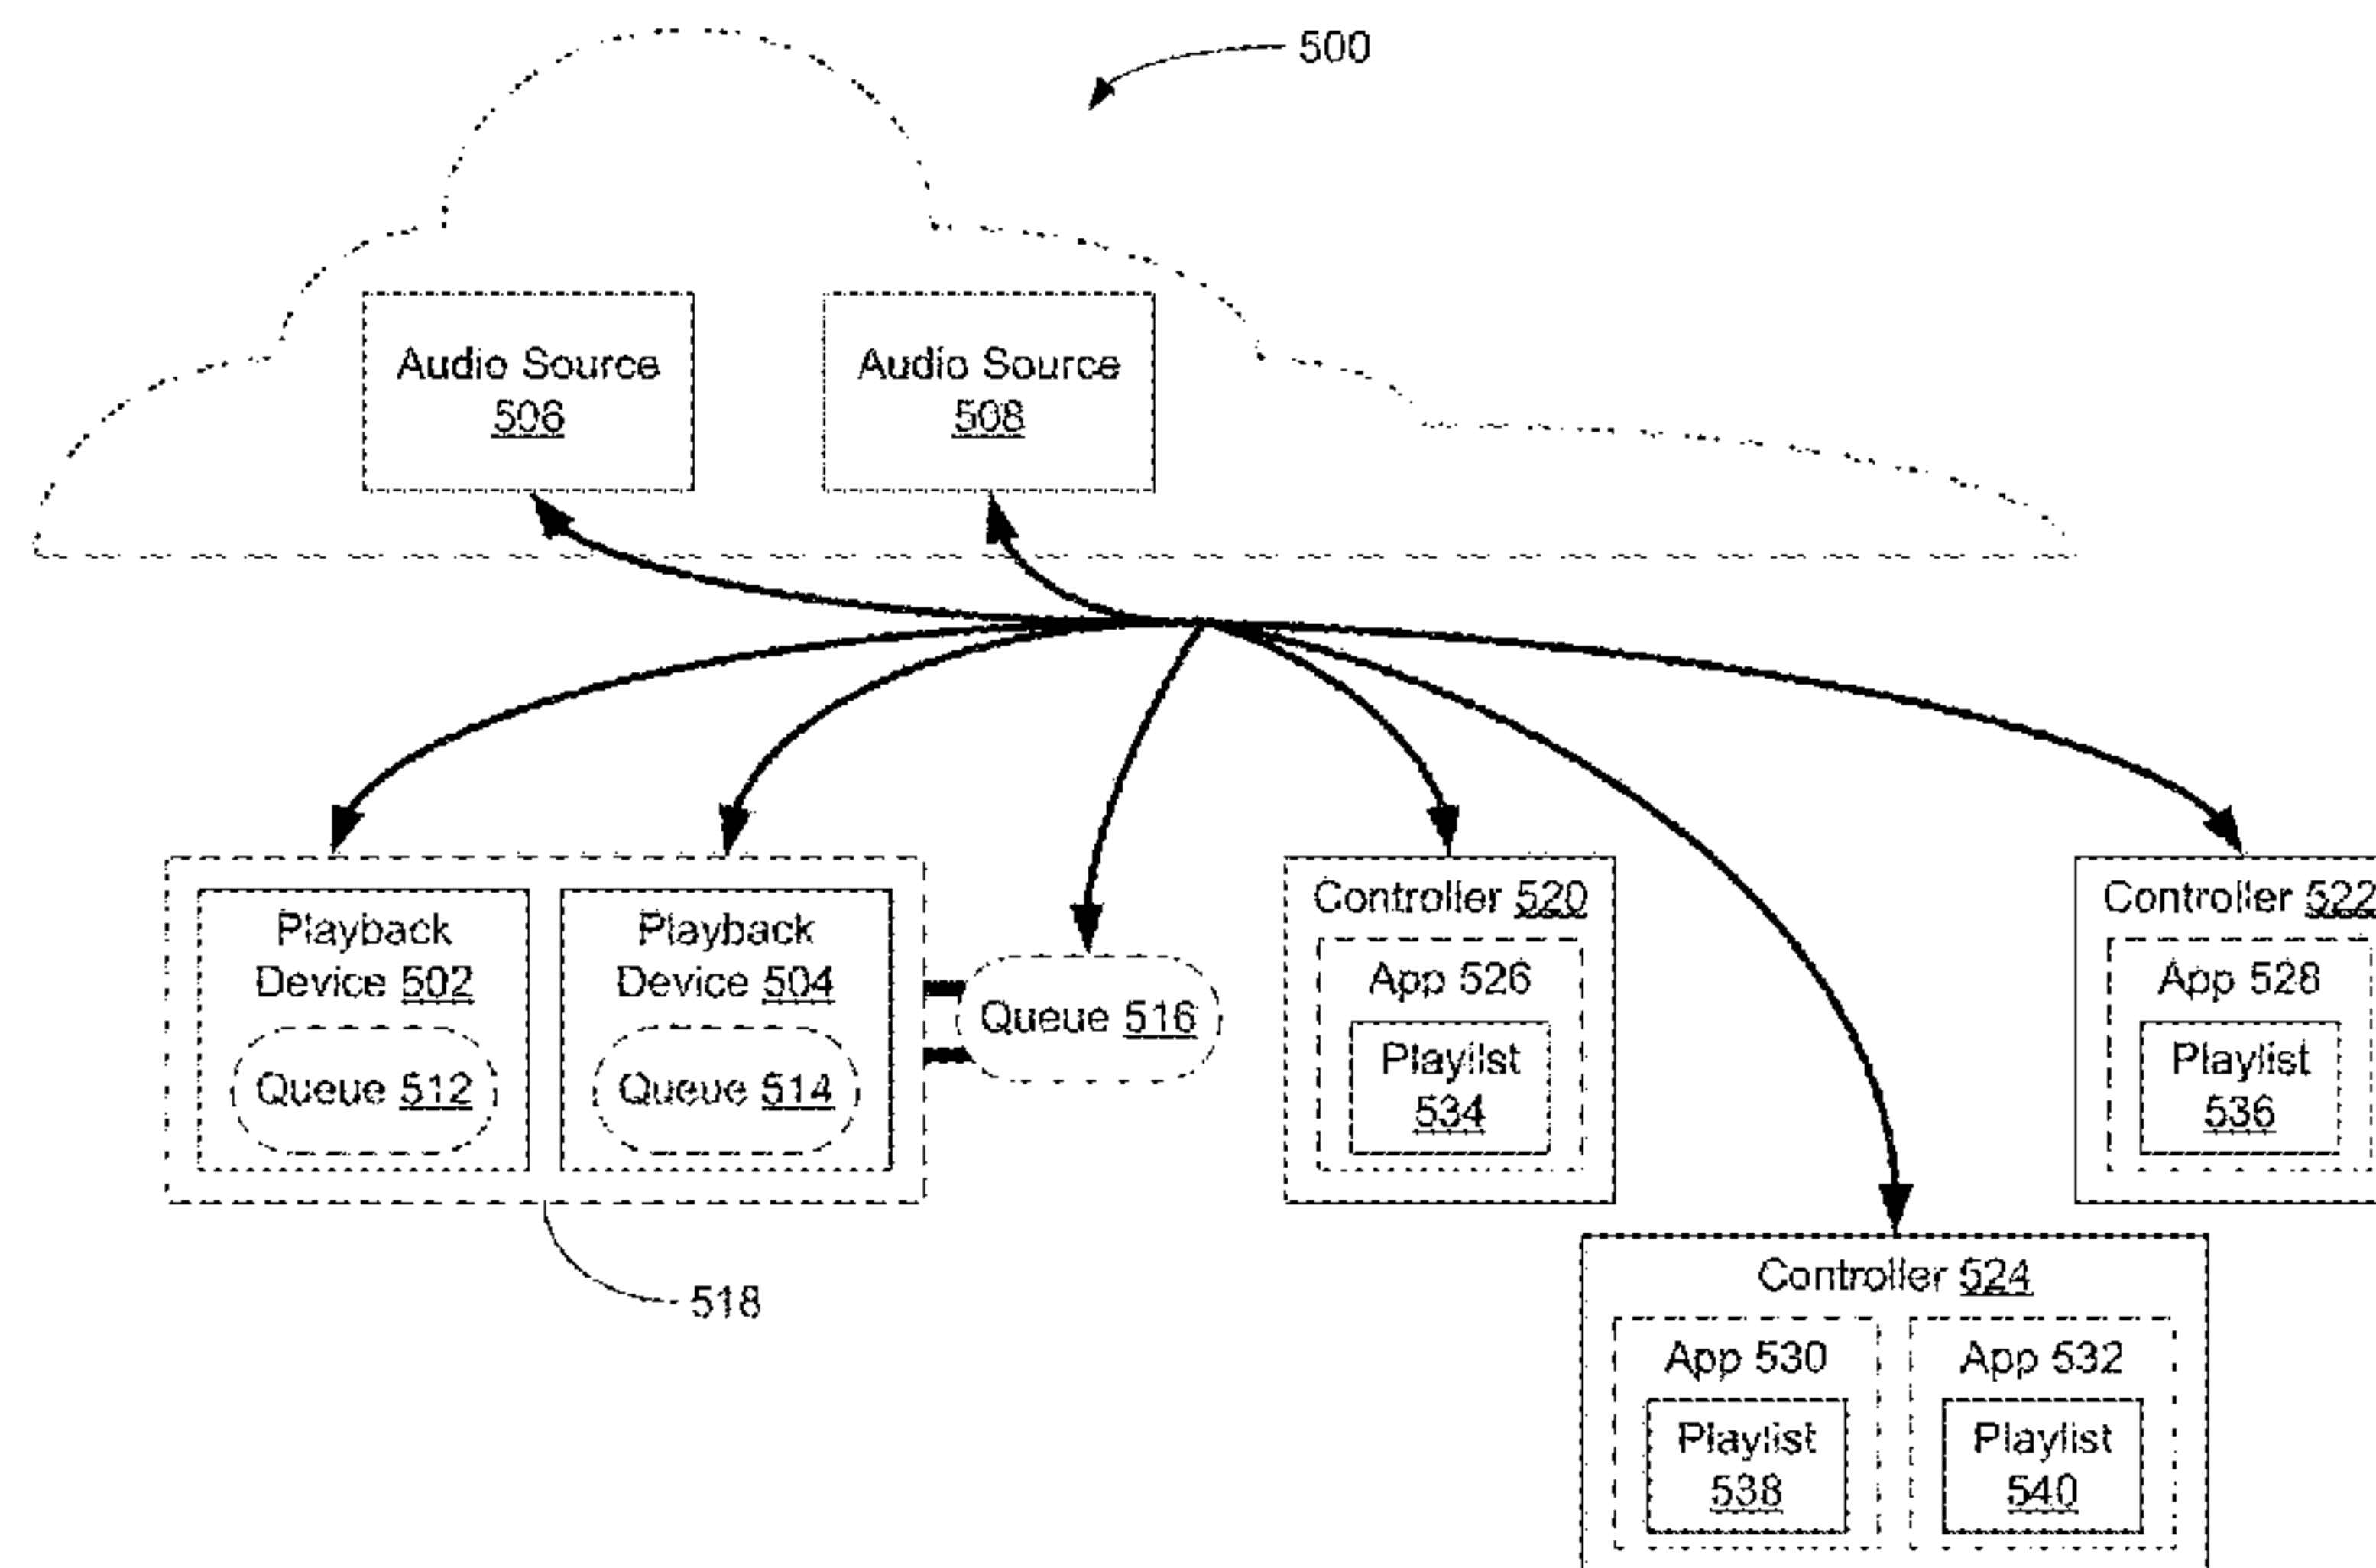 500
Audio Source
506
Audio Source
508
Playback
Device 502
Queue 512
Playback
Device 504
Queue 514
Queue 516
518
Controller 520
App 526
Playlist
534
Controller 522
App 528
Playlist
536
Controller 524
App 530
Playlist
538
App 532
Playlist
540